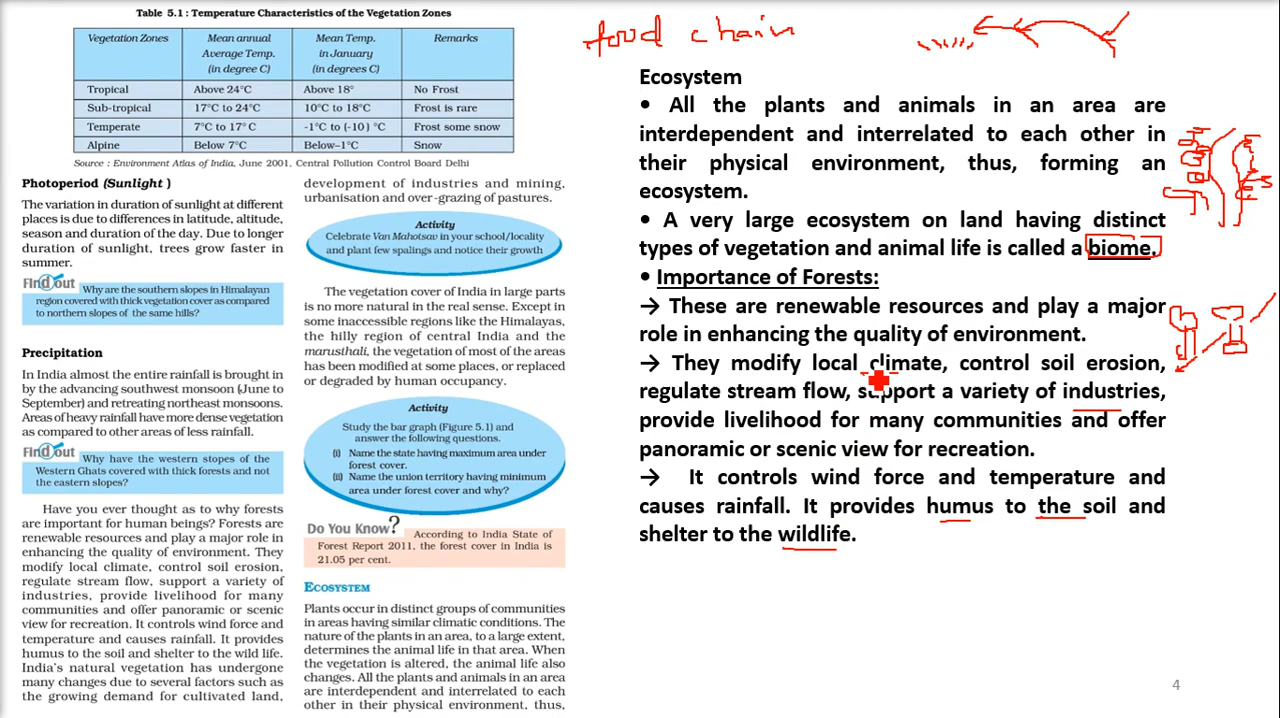 Table 5.1 : Temperature Characteristics of the Vegetation Zones
Vegetation Zones Mean annual Average Temp. (in degree C) Mean Temp. in January (in degrees C) Remarks
Tropical Above 24°C Above 18° No Frost
Sub-tropical 17°C to 24°C 10°C to 18°C Frost is rare
Temperate 7°C to 17° C -1°C to (-10) °C Frost some snow
Alpine Below 7°C Below–1°C Snow
Source : Environment Atlas of India, June 2001, Central Pollution Control Board Delhi
Photoperiod (Sunlight )
The variation in duration of sunlight at different
places is due to differences in latitude, altitude,
season and duration of the day. Due to longer
duration of sunlight, trees grow faster in
summer.
Find out
Why are the southern slopes in Himalayan
region covered with thick vegetation cover as compared
to northern slopes of the same hills?
Precipitation
In India almost the entire rainfall is brought in
by the advancing southwest monsoon (June to
September) and retreating northeast monsoons.
Areas of heavy rainfall have more dense vegetation
as compared to other areas of less rainfall.
Find out
Why have the western stopes of the
Western Ghats covered with thick forests and not
the eastern slopes?
Have you ever thought as to why forests
are important for human beings? Forests are
renewable resources and play a major role in
enhancing the quality of environment. They
modify local climate, control soil erosion,
regulate stream flow, support a variety of
industries, provide livelihood for many
communities and offer panoramic or scenic
view for recreation. It controls wind force and
temperature and causes rainfall. It provides
humus to the soil and shelter to the wild life.
India's natural vegetation has undergone
many changes due to several factors such as
the growing demand for cultivated land,
development of industries and mining,
urbanisation and over-grazing of pastures.
Activity
Celebrate Van Mahotsav in your school/locality
and plant few spalings and notice their growth
The vegetation cover of India in large parts
is no more natural in the real sense. Except in
some inaccessible regions like the Himalayas,
the hilly region of central India and the
marusthali, the vegetation of most of the areas
has been modified at some places, or replaced
or degraded by human occupancy.
Activity
Study the bar graph (Figure 5.1) and
answer the following questions.
(i) Name the state having maximum area under
forest cover.
(ii) Name the union territory having minimum
area under forest cover and why?
Do You Know?
According to India State of
Forest Report 2011, the forest cover in India is
21.05 per cent.
ECOSYSTEM
Plants occur in distinct groups of communities
in areas having similar climatic conditions. The
nature of the plants in an area, to a large extent,
determines the animal life in that area. When
the vegetation is altered, the animal life also
changes. All the plants and animals in an area
are interdependent and interrelated to each
other in their physical environment, thus,
food chain
Ecosystem
• All the plants and animals in an area are
interdependent and interrelated to each other in
their physical environment, thus, forming an
ecosystem.
• A very large ecosystem on land having distinct
types of vegetation and animal life is called a biome.
• Importance of Forests:
→ These are renewable resources and play a major
role in enhancing the quality of environment.
→ They modify local climate, control soil erosion,
regulate stream flow, support a variety of industries,
provide livelihood for many communities and offer
panoramic or scenic view for recreation.
→ It controls wind force and temperature and
causes rainfall. It provides humus to the soil and
shelter to the wildlife.
4